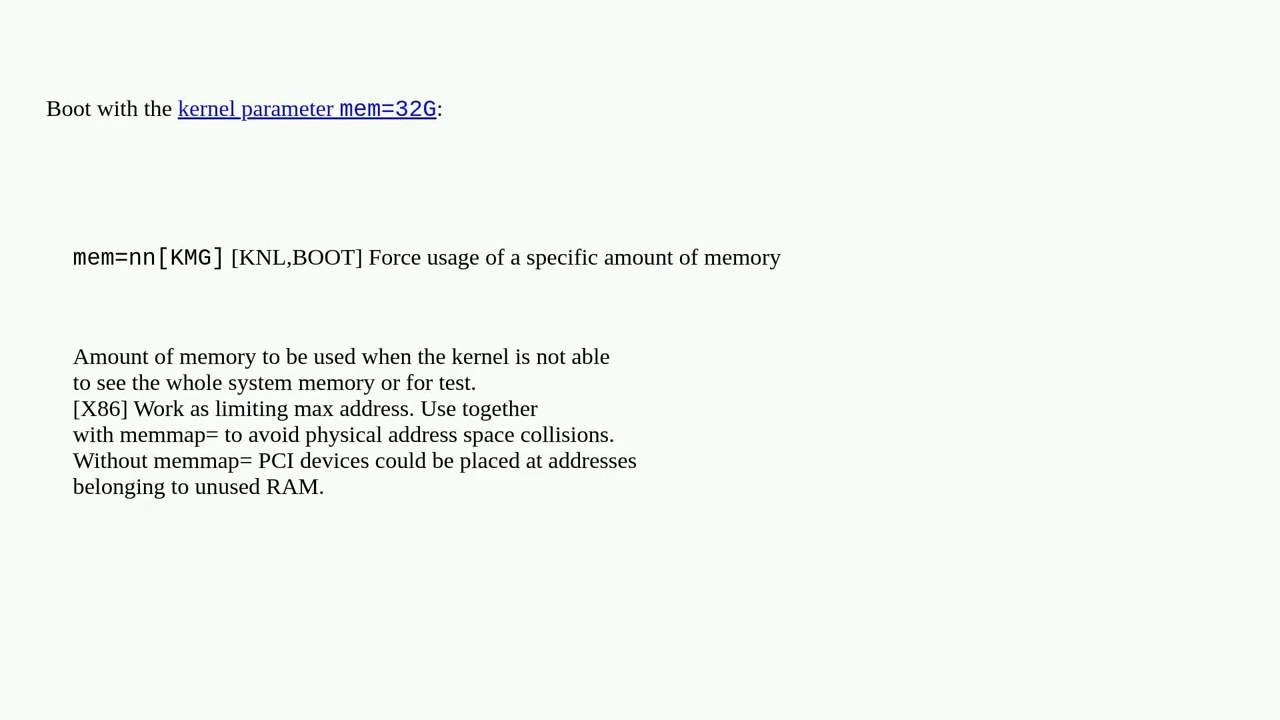 Boot with the kernel parameter mem=32G:
mem=nn[KMG] [KNL,BOOT] Force usage of a specific amount of memory
Amount of memory to be used when the kernel is not able
to see the whole system memory or for test.
[X86] Work as limiting max address. Use together
with memmap= to avoid physical address space collisions.
Without memmap= PCI devices could be placed at addresses
belonging to unused RAM.